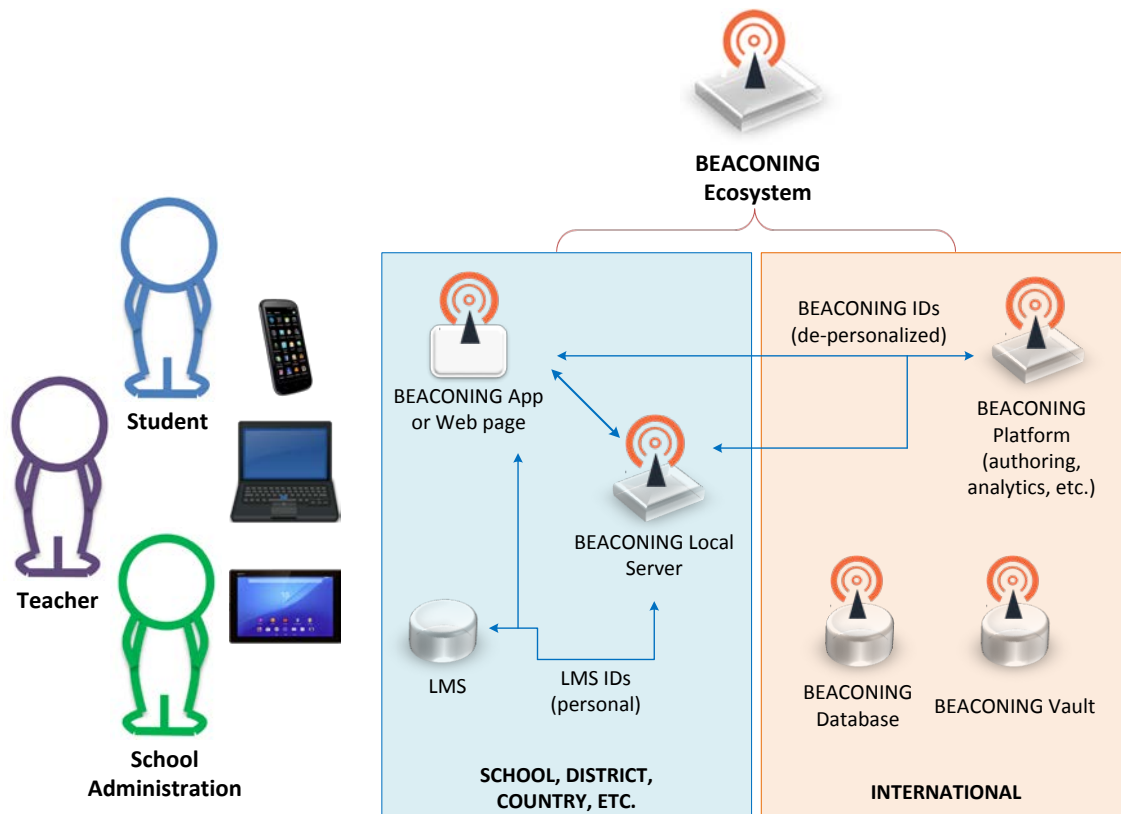 BEACONING
Ecosystem
Student
Teacher
School
Administration
BEACONING App
or Web page
BEACONING Local
Server
LMS
LMS IDs
(personal)
SCHOOL, DISTRICT,
COUNTRY, ETC.
BEACONING IDs
(de-personalized)
BEACONING
Platform
(authoring,
analytics, etc.)
BEACONING
Database
BEACONING Vault
INTERNATIONAL